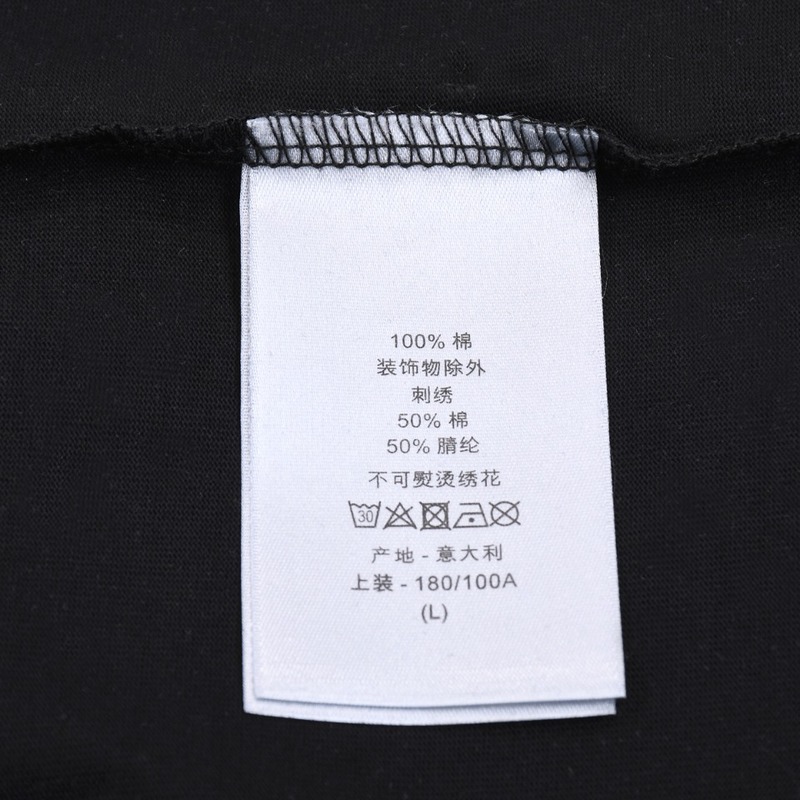 100% 棉
装饰物除外
刺绣
50% 棉
50% 腈纶
不可熨烫绣花
30
产地 - 意大利
上装 - 180/100A
(L)